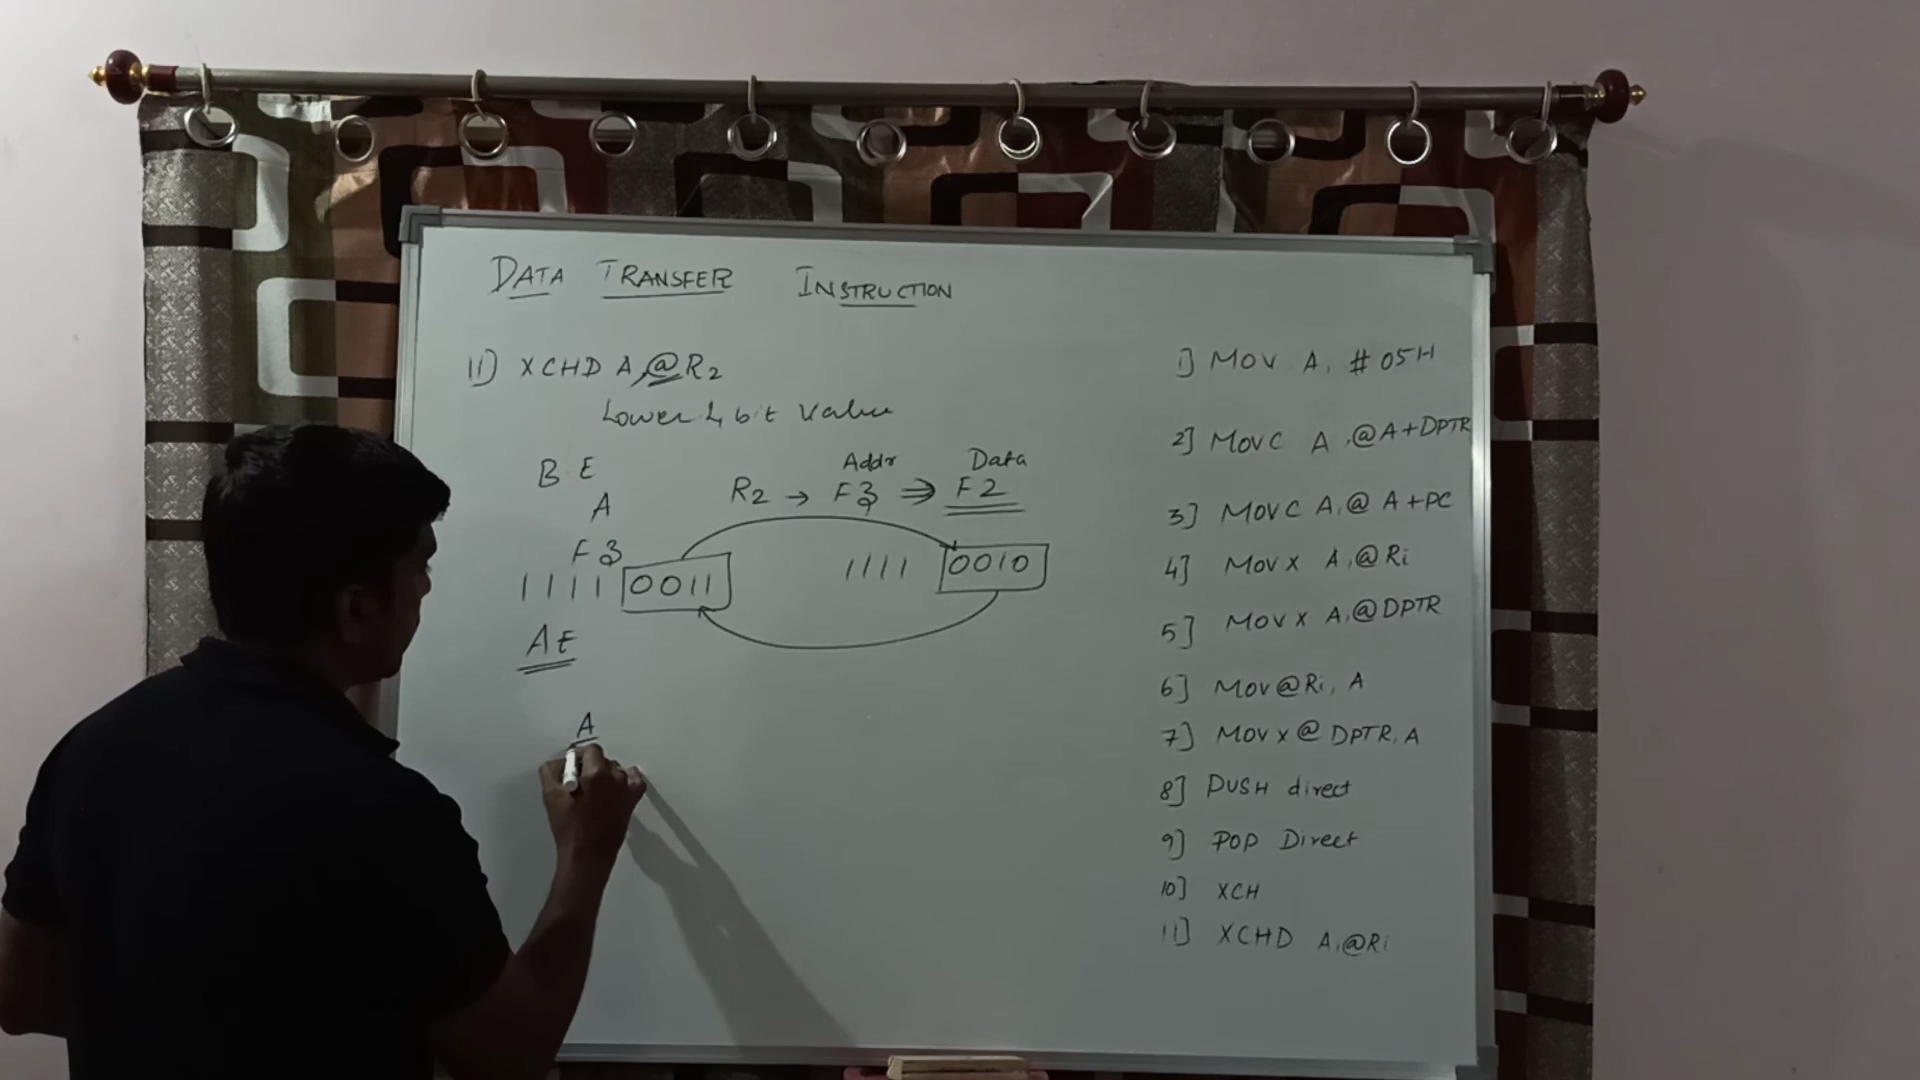 DATA TRANSFER INSTRUCTION
11) XCHD A,@R2
Lower 4 bit Value
B.E
A
F3
1111 0011
Addr Data
R2 → F3 ⇒ F2
1111 0010
AE
A
1] MOV A, #05H
2] MOVC A,@A+DPTR
3] MOVC A,@A+PC
4] MOVX A,@Ri
5] MOVX A,@DPTR
6] MOV@Ri, A
7] MOVX@DPTR, A
8] PUSH direct
9] POP Direct
10] XCH
11] XCHD A,@Ri